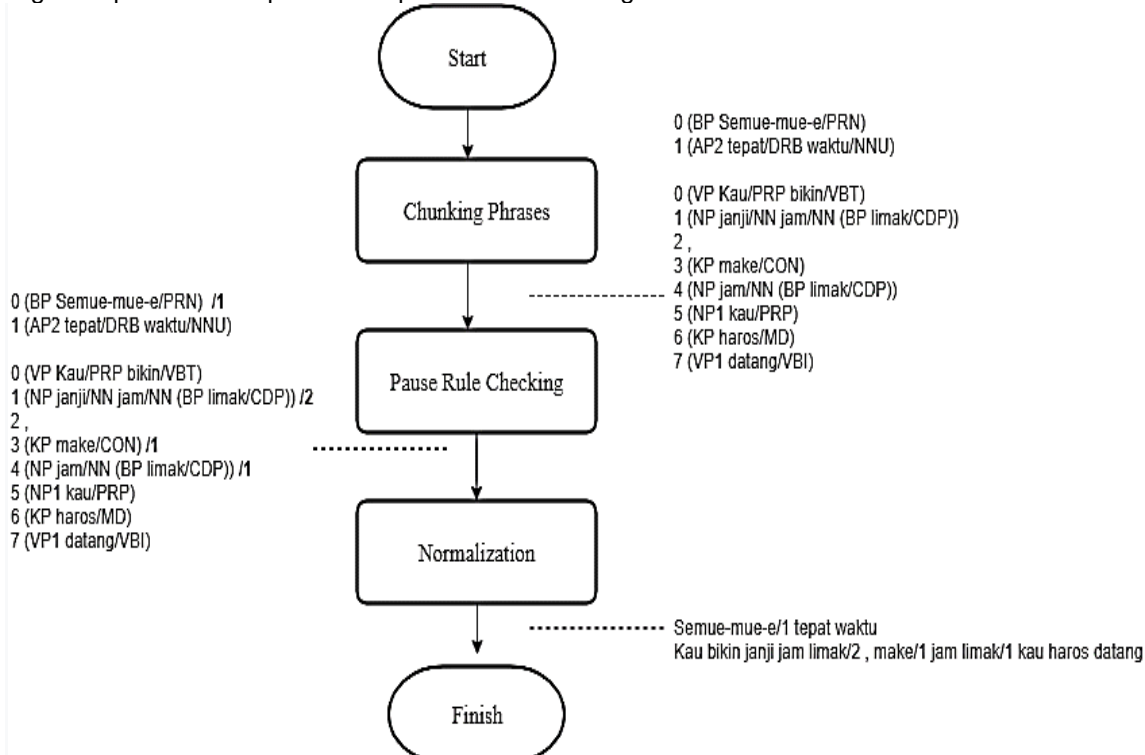 Start
0 (BP Semue-mue-e/PRN)
1 (AP2 tepat/DRB waktu/NNU)
0 (VP Kau/PRP bikin/VBT)
1 (NP janji/NN jam/NN (BP limak/CDP))
2 ,
3 (KP make/CON)
4 (NP jam/NN (BP limak/CDP))
5 (NP1 kau/PRP)
6 (KP haros/MD)
7 (VP1 datang/VBI)
Chunking Phrases
0 (BP Semue-mue-e/PRN) /1
1 (AP2 tepat/DRB waktu/NNU)
0 (VP Kau/PRP bikin/VBT)
1 (NP janji/NN jam/NN (BP limak/CDP)) /2
2 ,
3 (KP make/CON) /1
4 (NP jam/NN (BP limak/CDP)) /1
5 (NP1 kau/PRP)
6 (KP haros/MD)
7 (VP1 datang/VBI)
Pause Rule Checking
Normalization
Semue-mue-e/1 tepat waktu
Kau bikin janji jam limak/2 , make/1 jam limak/1 kau haros datang
Finish